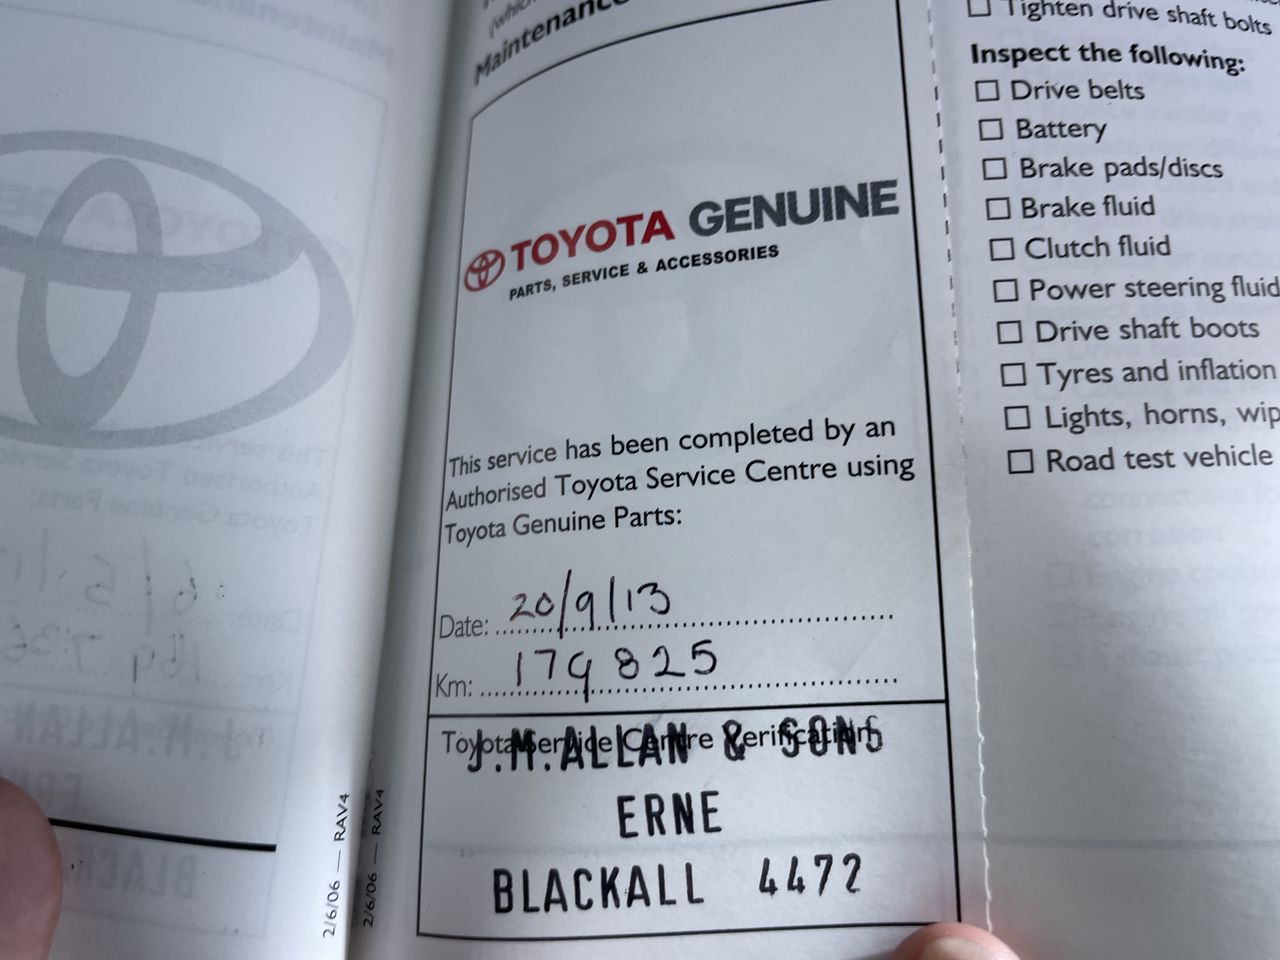 Maintenance
TOYOTA GENUINE
PARTS, SERVICE & ACCESSORIES
This service has been completed by an
Authorised Toyota Service Centre using
Toyota Genuine Parts:
Date: 20/9/13
Km: 179 825
Toyota Service Centre Verification
J.M.ALLAN & SONS
ERNE
BLACKALL 4472
2/6/06 — RAV4
2/6/06 — RAV4
Tighten drive shaft bolts
Inspect the following:
Drive belts
Battery
Brake pads/discs
Brake fluid
Clutch fluid
Power steering fluid
Drive shaft boots
Tyres and inflation
Lights, horns, wip
Road test vehicle